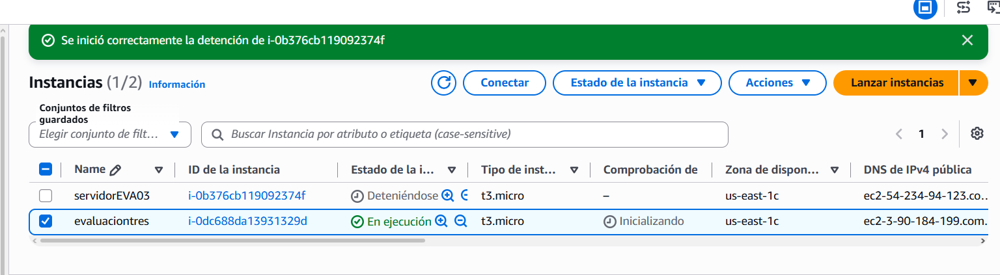 Se inició correctamente la detención de i-0b376cb119092374f
Instancias (1/2) Información Conectar Estado de la instancia Acciones Lanzar instancias
Conjuntos de filtros
guardados
Elegir conjunto de filt... Buscar Instancia por atributo o etiqueta (case-sensitive) 1
Name ID de la instancia Estado de la i... Tipo de inst... Comprobación de Zona de dispon... DNS de IPv4 pública
servidorEVA03 i-0b376cb119092374f Deteniéndose t3.micro – us-east-1c ec2-54-234-94-123.co...
evaluaciontres i-0dc688da13931329d En ejecución t3.micro Inicializando us-east-1c ec2-3-90-184-199.com.